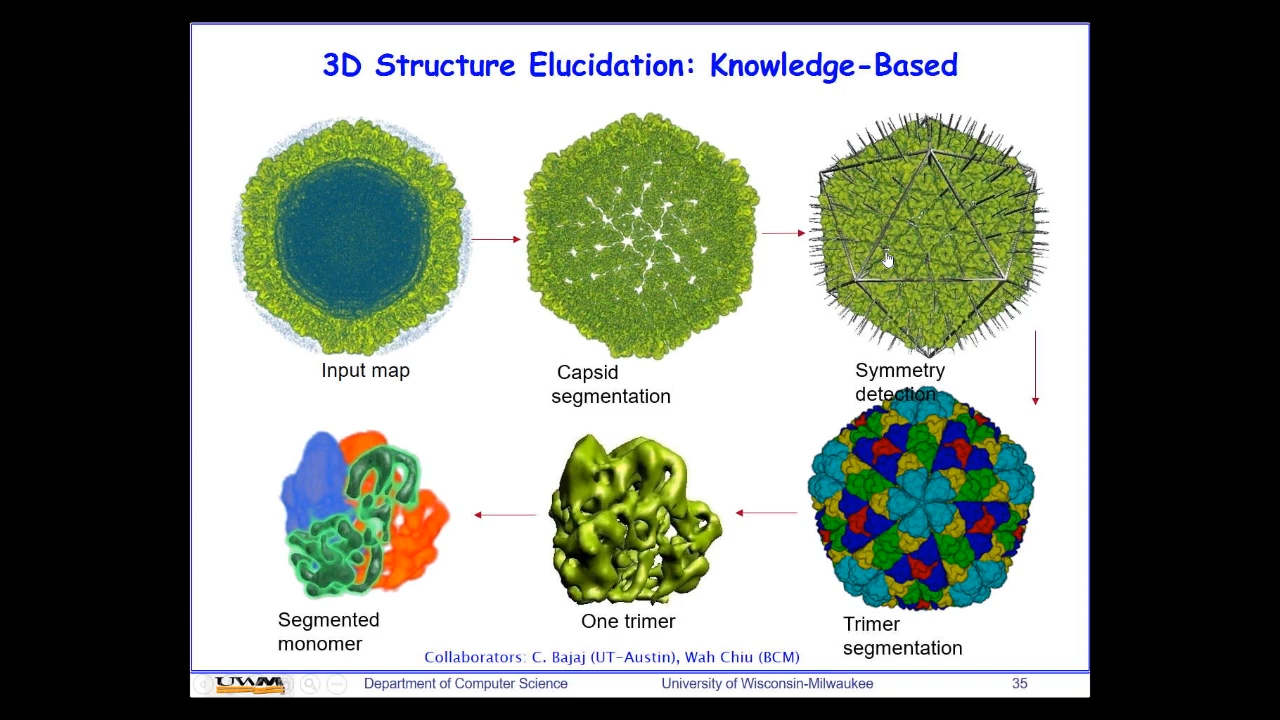 3D Structure Elucidation: Knowledge-Based
Input map
Capsid
segmentation
Symmetry
detection
Segmented
monomer
One trimer
Trimer
segmentation
Collaborators: C. Bajaj (UT-Austin), Wah Chiu (BCM)
UWM
Department of Computer Science
University of Wisconsin-Milwaukee
35